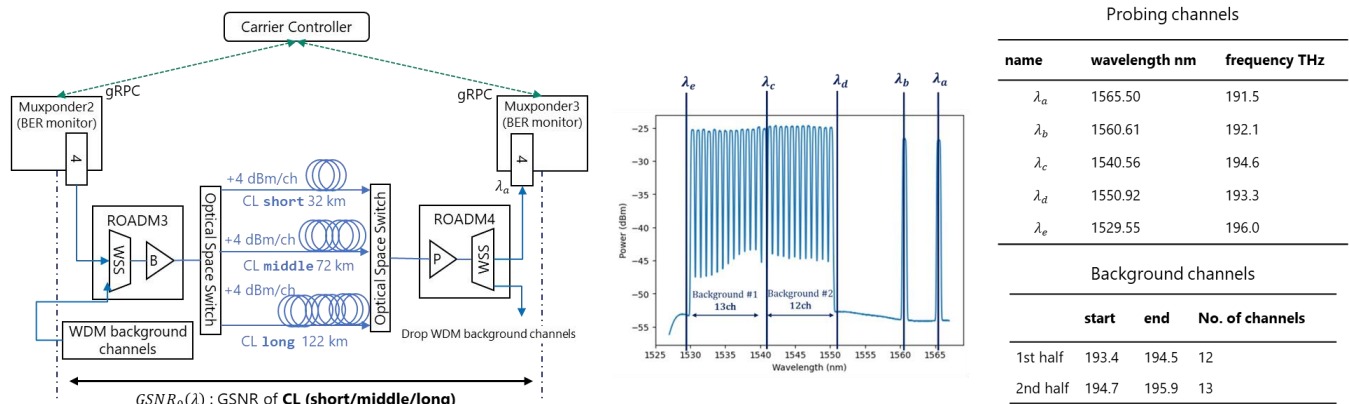 Carrier Controller
gRPC
gRPC
Muxponder2
(BER monitor)
4
Muxponder3
(BER monitor)
4
λa
ROADM3
WSS
B
WDM background
channels
Optical Space Switch
+4 dBm/ch
CL short 32 km
+4 dBm/ch
CL middle 72 km
+4 dBm/ch
CL long 122 km
Optical Space Switch
ROADM4
P
WSS
Drop WDM background channels
GSNR0(λ) : GSNR of CL (short/middle/long)
λe
λc
λd
λb
λa
Power (dBm)
−25
−30
−35
−40
−45
−50
−55
Background #1
13ch
Background #2
12ch
1525 1530 1535 1540 1545 1550 1555 1560 1565
Wavelength (nm)
Probing channels
name wavelength nm frequency THz
λa 1565.50 191.5
λb 1560.61 192.1
λc 1540.56 194.6
λd 1550.92 193.3
λe 1529.55 196.0
Background channels
start end No. of channels
1st half 193.4 194.5 12
2nd half 194.7 195.9 13